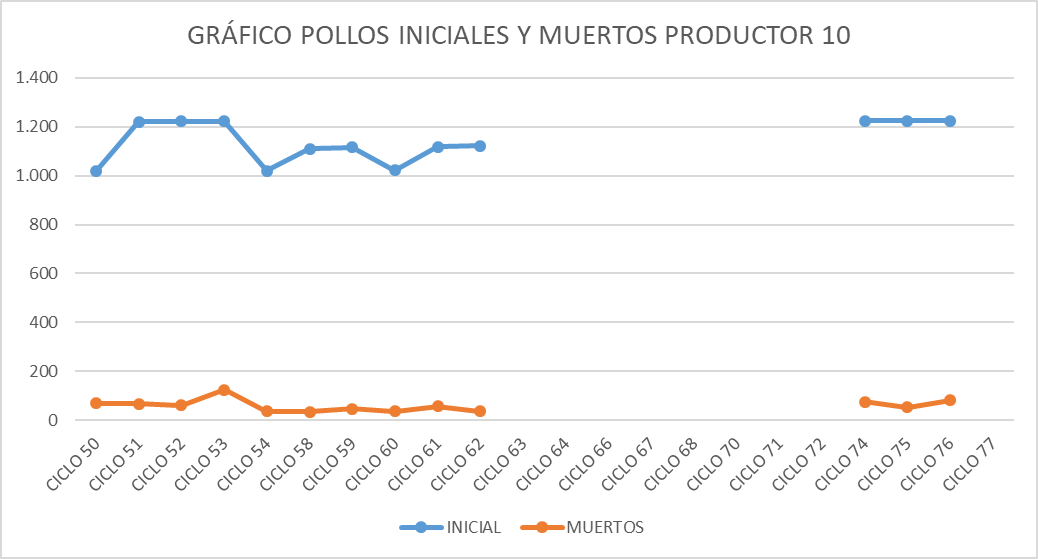 GRÁFICO POLLOS INICIALES Y MUERTOS PRODUCTOR 10
1.400
1.200
1.000
800
600
400
200
0
CICLO 50
CICLO 51
CICLO 52
CICLO 53
CICLO 54
CICLO 58
CICLO 59
CICLO 60
CICLO 61
CICLO 62
CICLO 63
CICLO 64
CICLO 66
CICLO 67
CICLO 68
CICLO 70
CICLO 71
CICLO 72
CICLO 74
CICLO 75
CICLO 76
CICLO 77
INICIAL
MUERTOS